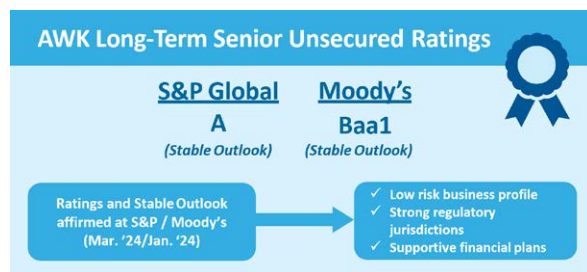 AWK Long-Term Senior Unsecured Ratings
S&P Global
A
(Stable Outlook)
Moody's
Baa1
(Stable Outlook)
Ratings and Stable Outlook
affirmed at S&P / Moody's
(Mar. '24/Jan. '24)
✓ Low risk business profile
✓ Strong regulatory
jurisdictions
✓ Supportive financial plans